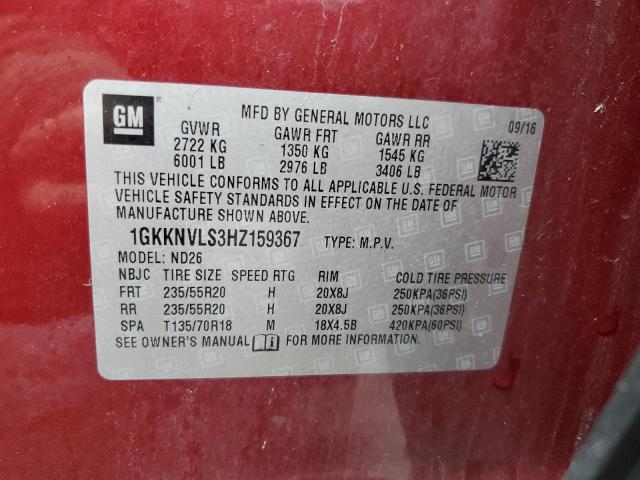 GM
MFD BY GENERAL MOTORS LLC 09/16
GVWR GAWR FRT GAWR RR
2722 KG 1350 KG 1545 KG
6001 LB 2976 LB 3406 LB
THIS VEHICLE CONFORMS TO ALL APPLICABLE U.S. FEDERAL MOTOR
VEHICLE SAFETY STANDARDS IN EFFECT ON THE DATE OF
MANUFACTURE SHOWN ABOVE.
1GKKNVLS3HZ159367 TYPE: M.P.V.
MODEL: ND26
NBJC TIRE SIZE SPEED RTG RIM COLD TIRE PRESSURE
FRT 235/55R20 H 20X8J 250KPA(36PSI)
RR 235/55R20 H 20X8J 250KPA(36PSI)
SPA T135/70R18 M 18X4.5B 420KPA(60PSI)
SEE OWNER'S MANUAL FOR MORE INFORMATION.